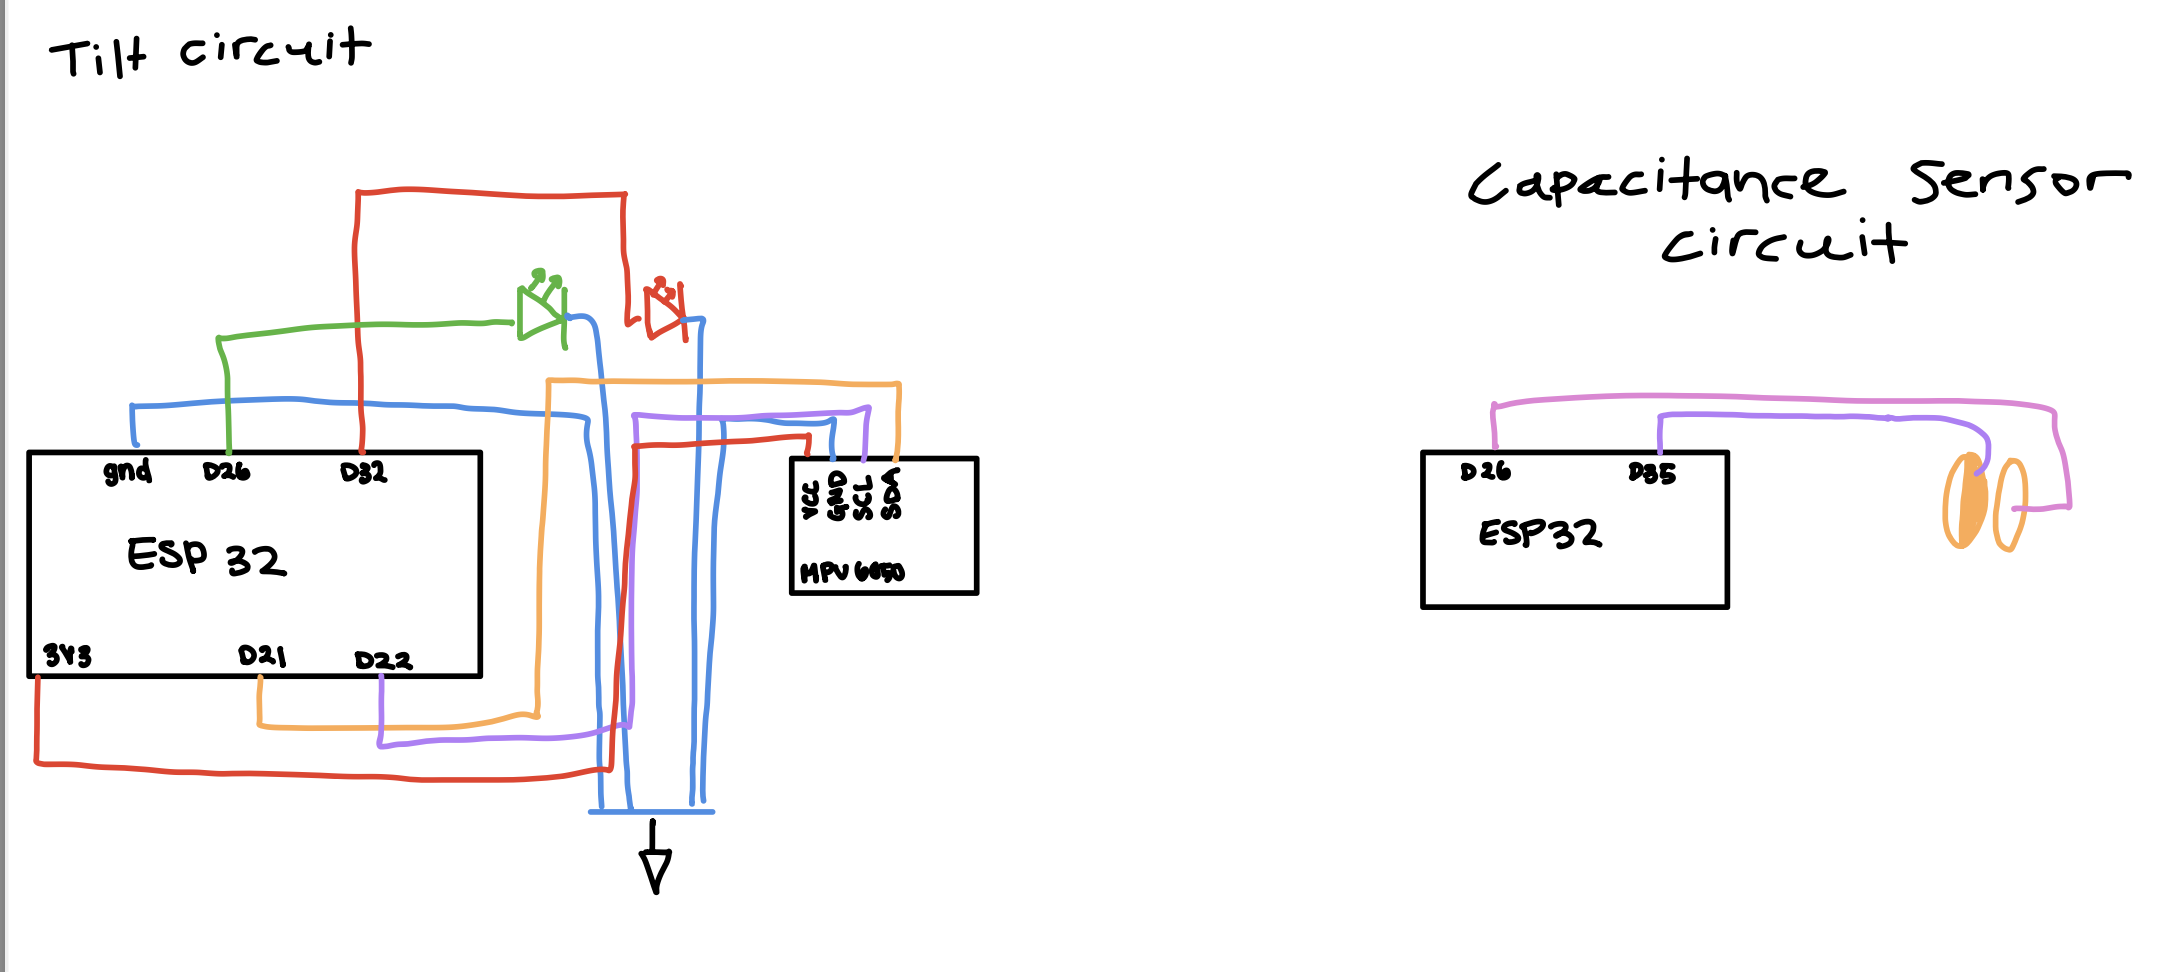 Tilt circuit
Capacitance Sensor
circuit
gnd D26 D32
ESP 32
3V3 D21 D22
VCC
GND
SCL
SDA
MPU 6050
D26 D35
ESP32